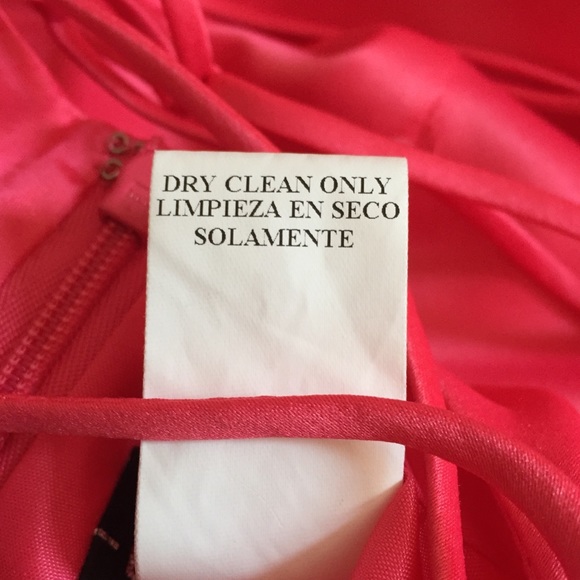 DRY CLEAN ONLY
LIMPIEZA EN SECO
SOLAMENTE